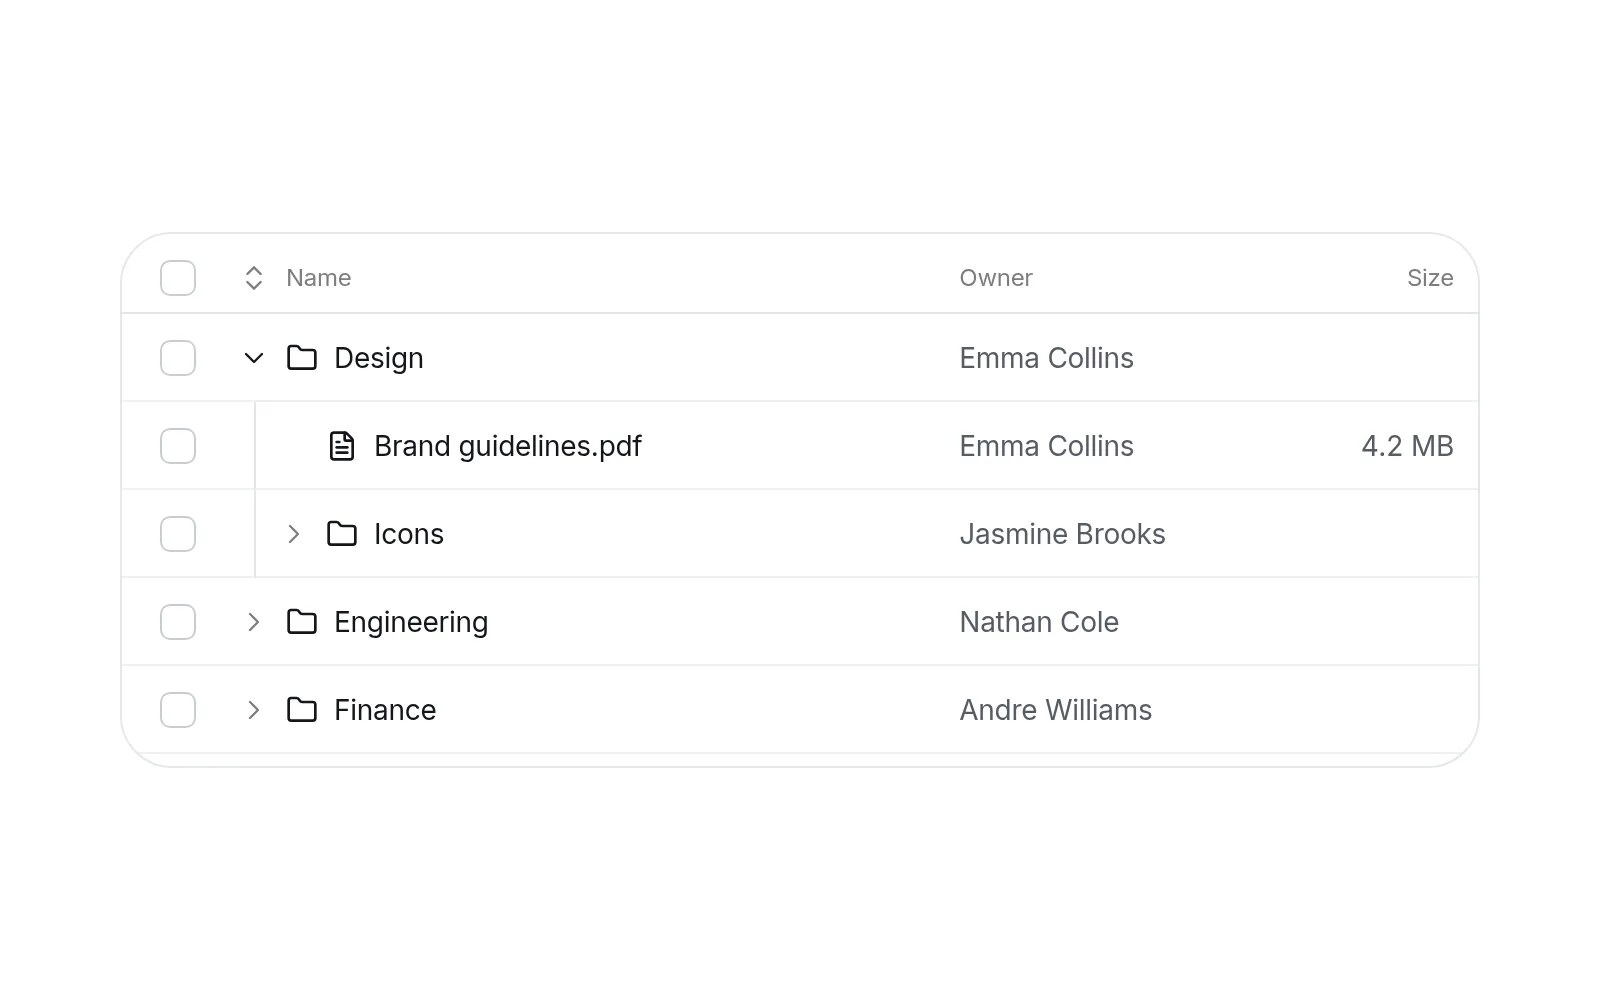 Name Owner Size
Design Emma Collins
Brand guidelines.pdf Emma Collins 4.2 MB
Icons Jasmine Brooks
Engineering Nathan Cole
Finance Andre Williams